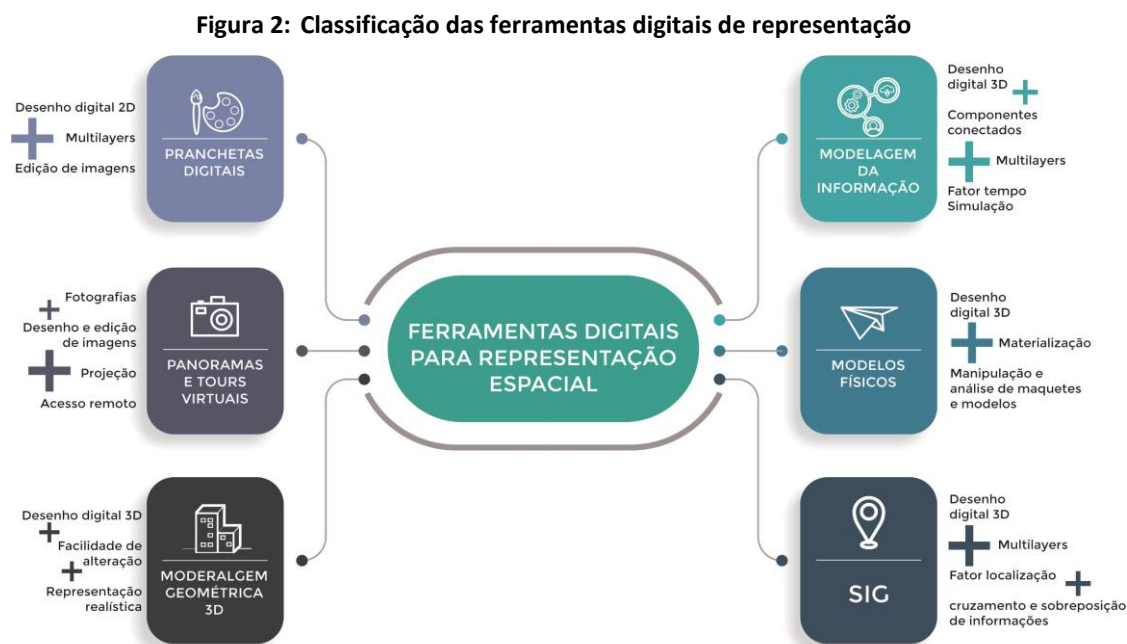 Figura 2: Classificação das ferramentas digitais de representação
Desenho digital 2D
Multilayers
Edição de imagens
PRANCHETAS
DIGITAIS
Fotografias
Desenho e edição
de imagens
Projeção
Acesso remoto
PANORAMAS
E TOURS
VIRTUAIS
Desenho digital 3D
Facilidade de
alteração
Representação
realística
MODERALGEM
GEOMÉTRICA
3D
FERRAMENTAS DIGITAIS
PARA REPRESENTAÇÃO
ESPACIAL
MODELAGEM
DA
INFORMAÇÃO
Desenho
digital 3D
Componentes
conectados
Multilayers
Fator tempo
Simulação
MODELOS
FÍSICOS
Desenho
digital 3D
Materialização
Manipulação e
análise de maquetes
e modelos
SIG
Desenho
digital 3D
Multilayers
Fator localização
cruzamento e sobreposição
de informações